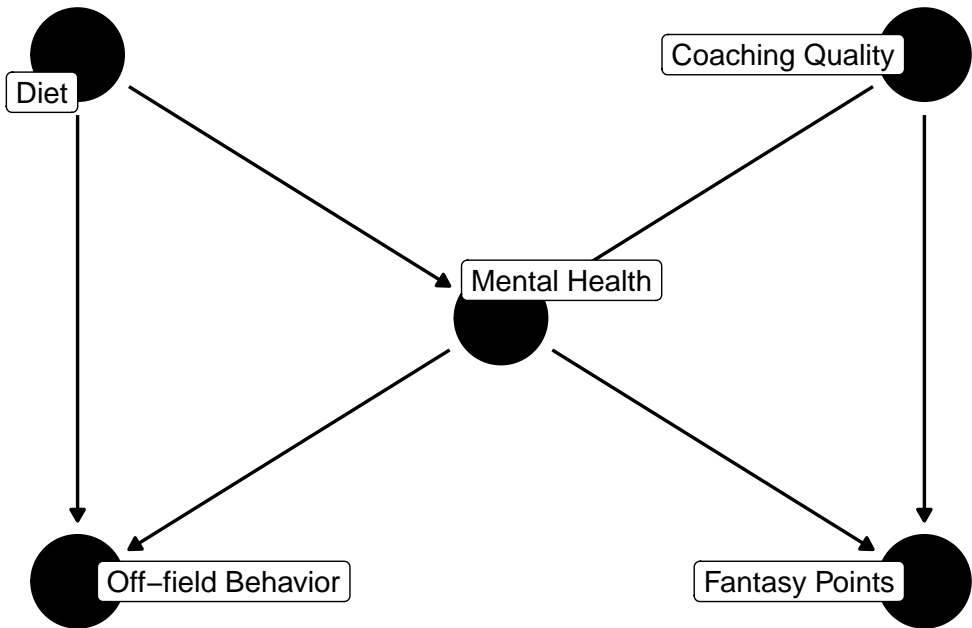 Coaching Quality
Diet
Mental Health
Off−field Behavior
Fantasy Points